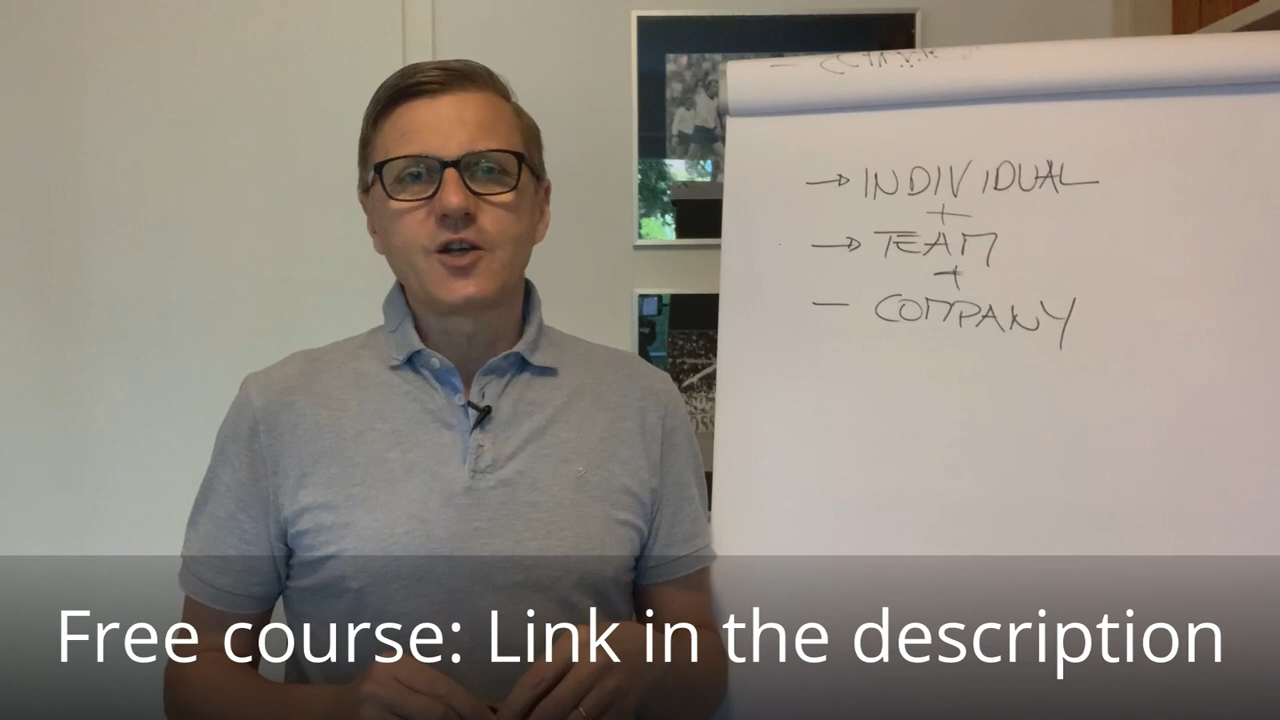 → INDIVIDUAL
+
→ TEAM
+
– COMPANY
Free course: Link in the description